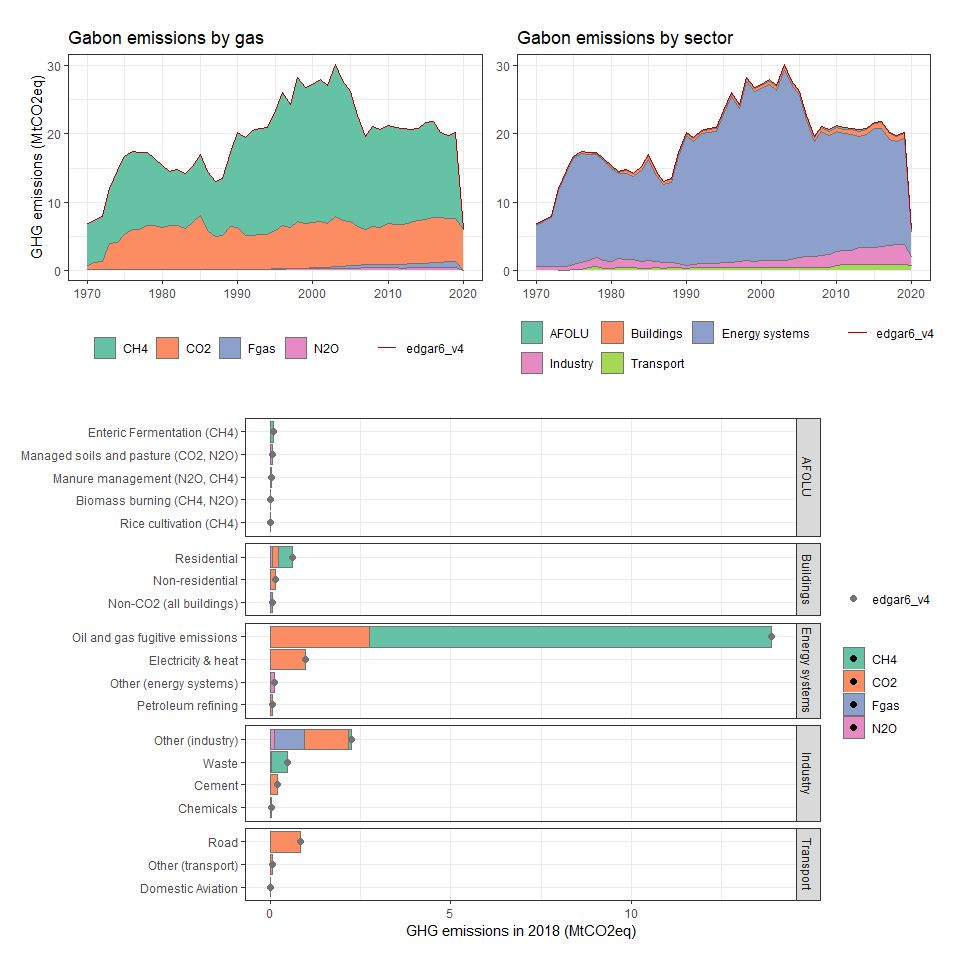 Gabon emissions by gas
Gabon emissions by sector
GHG emissions (MtCO2eq)
30
20
10
0
1970
1980
1990
2000
2010
2020
30
20
10
0
1970
1980
1990
2000
2010
2020
CH4
CO2
Fgas
N2O
edgar6_v4
AFOLU
Buildings
Energy systems
edgar6_v4
Industry
Transport
Enteric Fermentation (CH4)
Managed soils and pasture (CO2, N2O)
Manure management (N2O, CH4)
Biomass burning (CH4, N2O)
Rice cultivation (CH4)
AFOLU
Residential
Non-residential
Non-CO2 (all buildings)
Buildings
Oil and gas fugitive emissions
Electricity & heat
Other (energy systems)
Petroleum refining
Energy systems
Other (industry)
Waste
Cement
Chemicals
Industry
Road
Other (transport)
Domestic Aviation
Transport
0
5
10
GHG emissions in 2018 (MtCO2eq)
edgar6_v4
CH4
CO2
Fgas
N2O